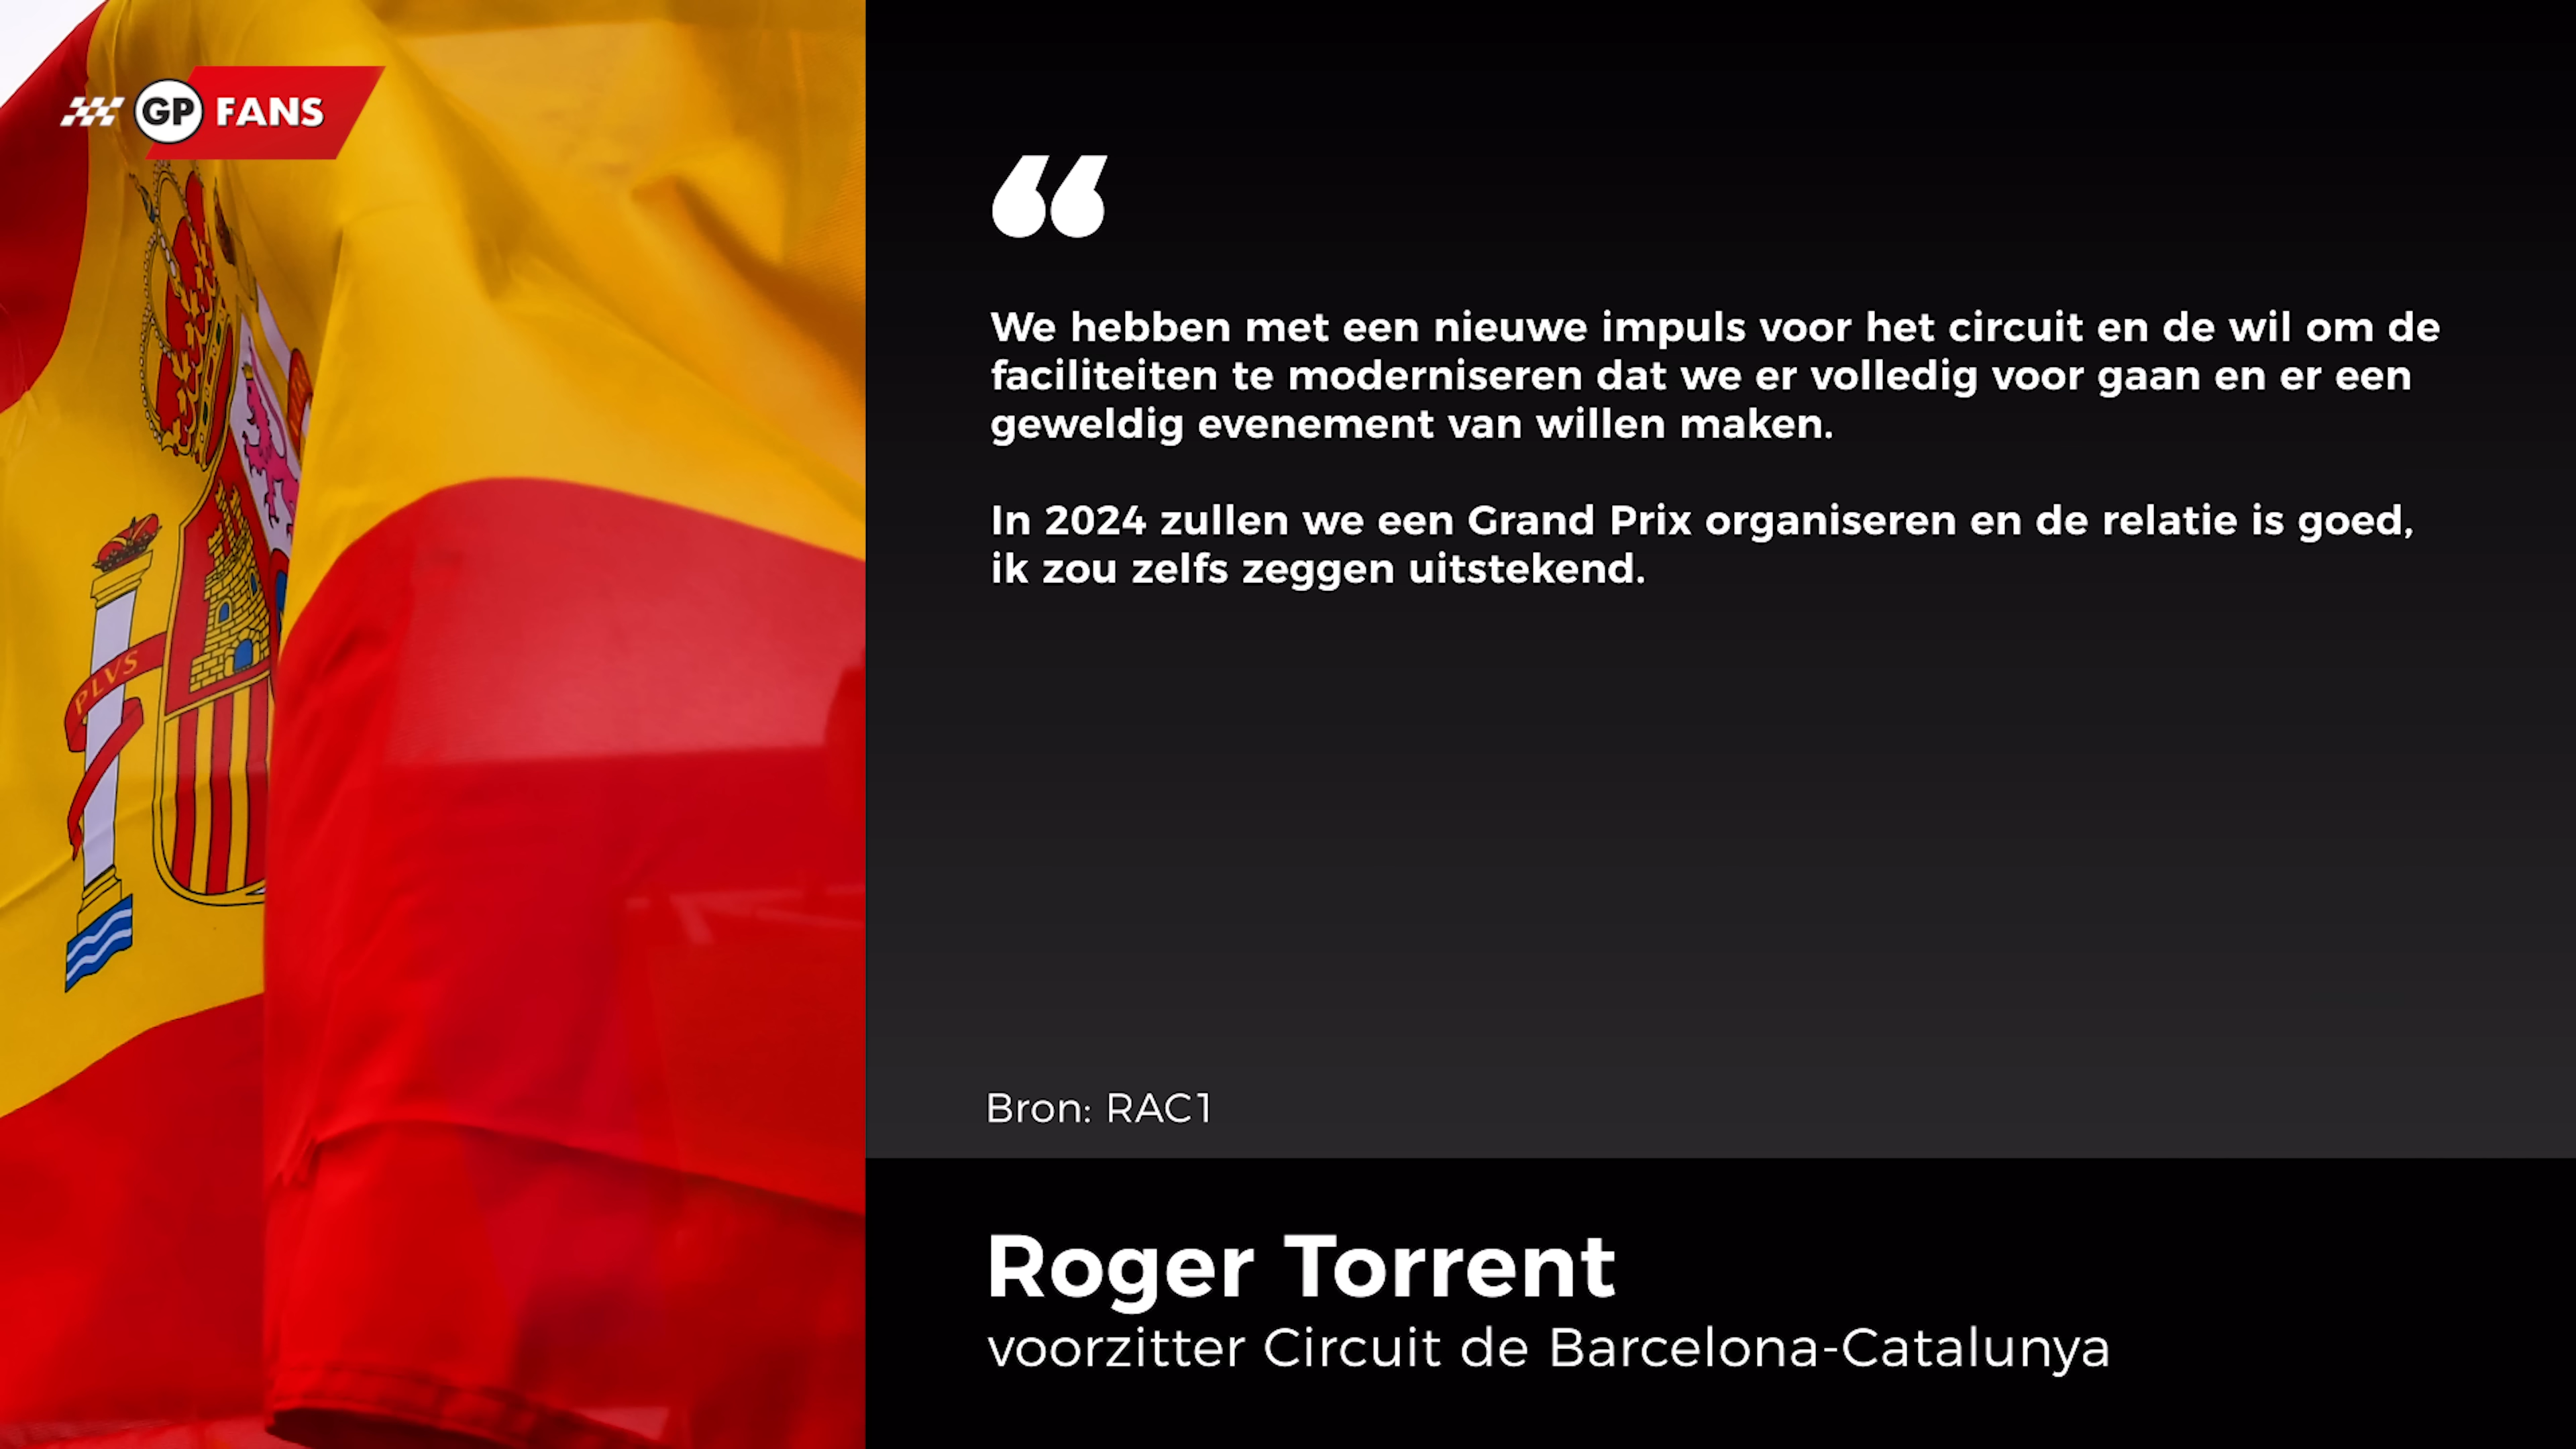 GP FANS
“
We hebben met een nieuwe impuls voor het circuit en de wil om de
faciliteiten te moderniseren dat we er volledig voor gaan en er een
geweldig evenement van willen maken.
In 2024 zullen we een Grand Prix organiseren en de relatie is goed,
ik zou zelfs zeggen uitstekend.
PLVS
Bron: RAC1
Roger Torrent
voorzitter Circuit de Barcelona-Catalunya